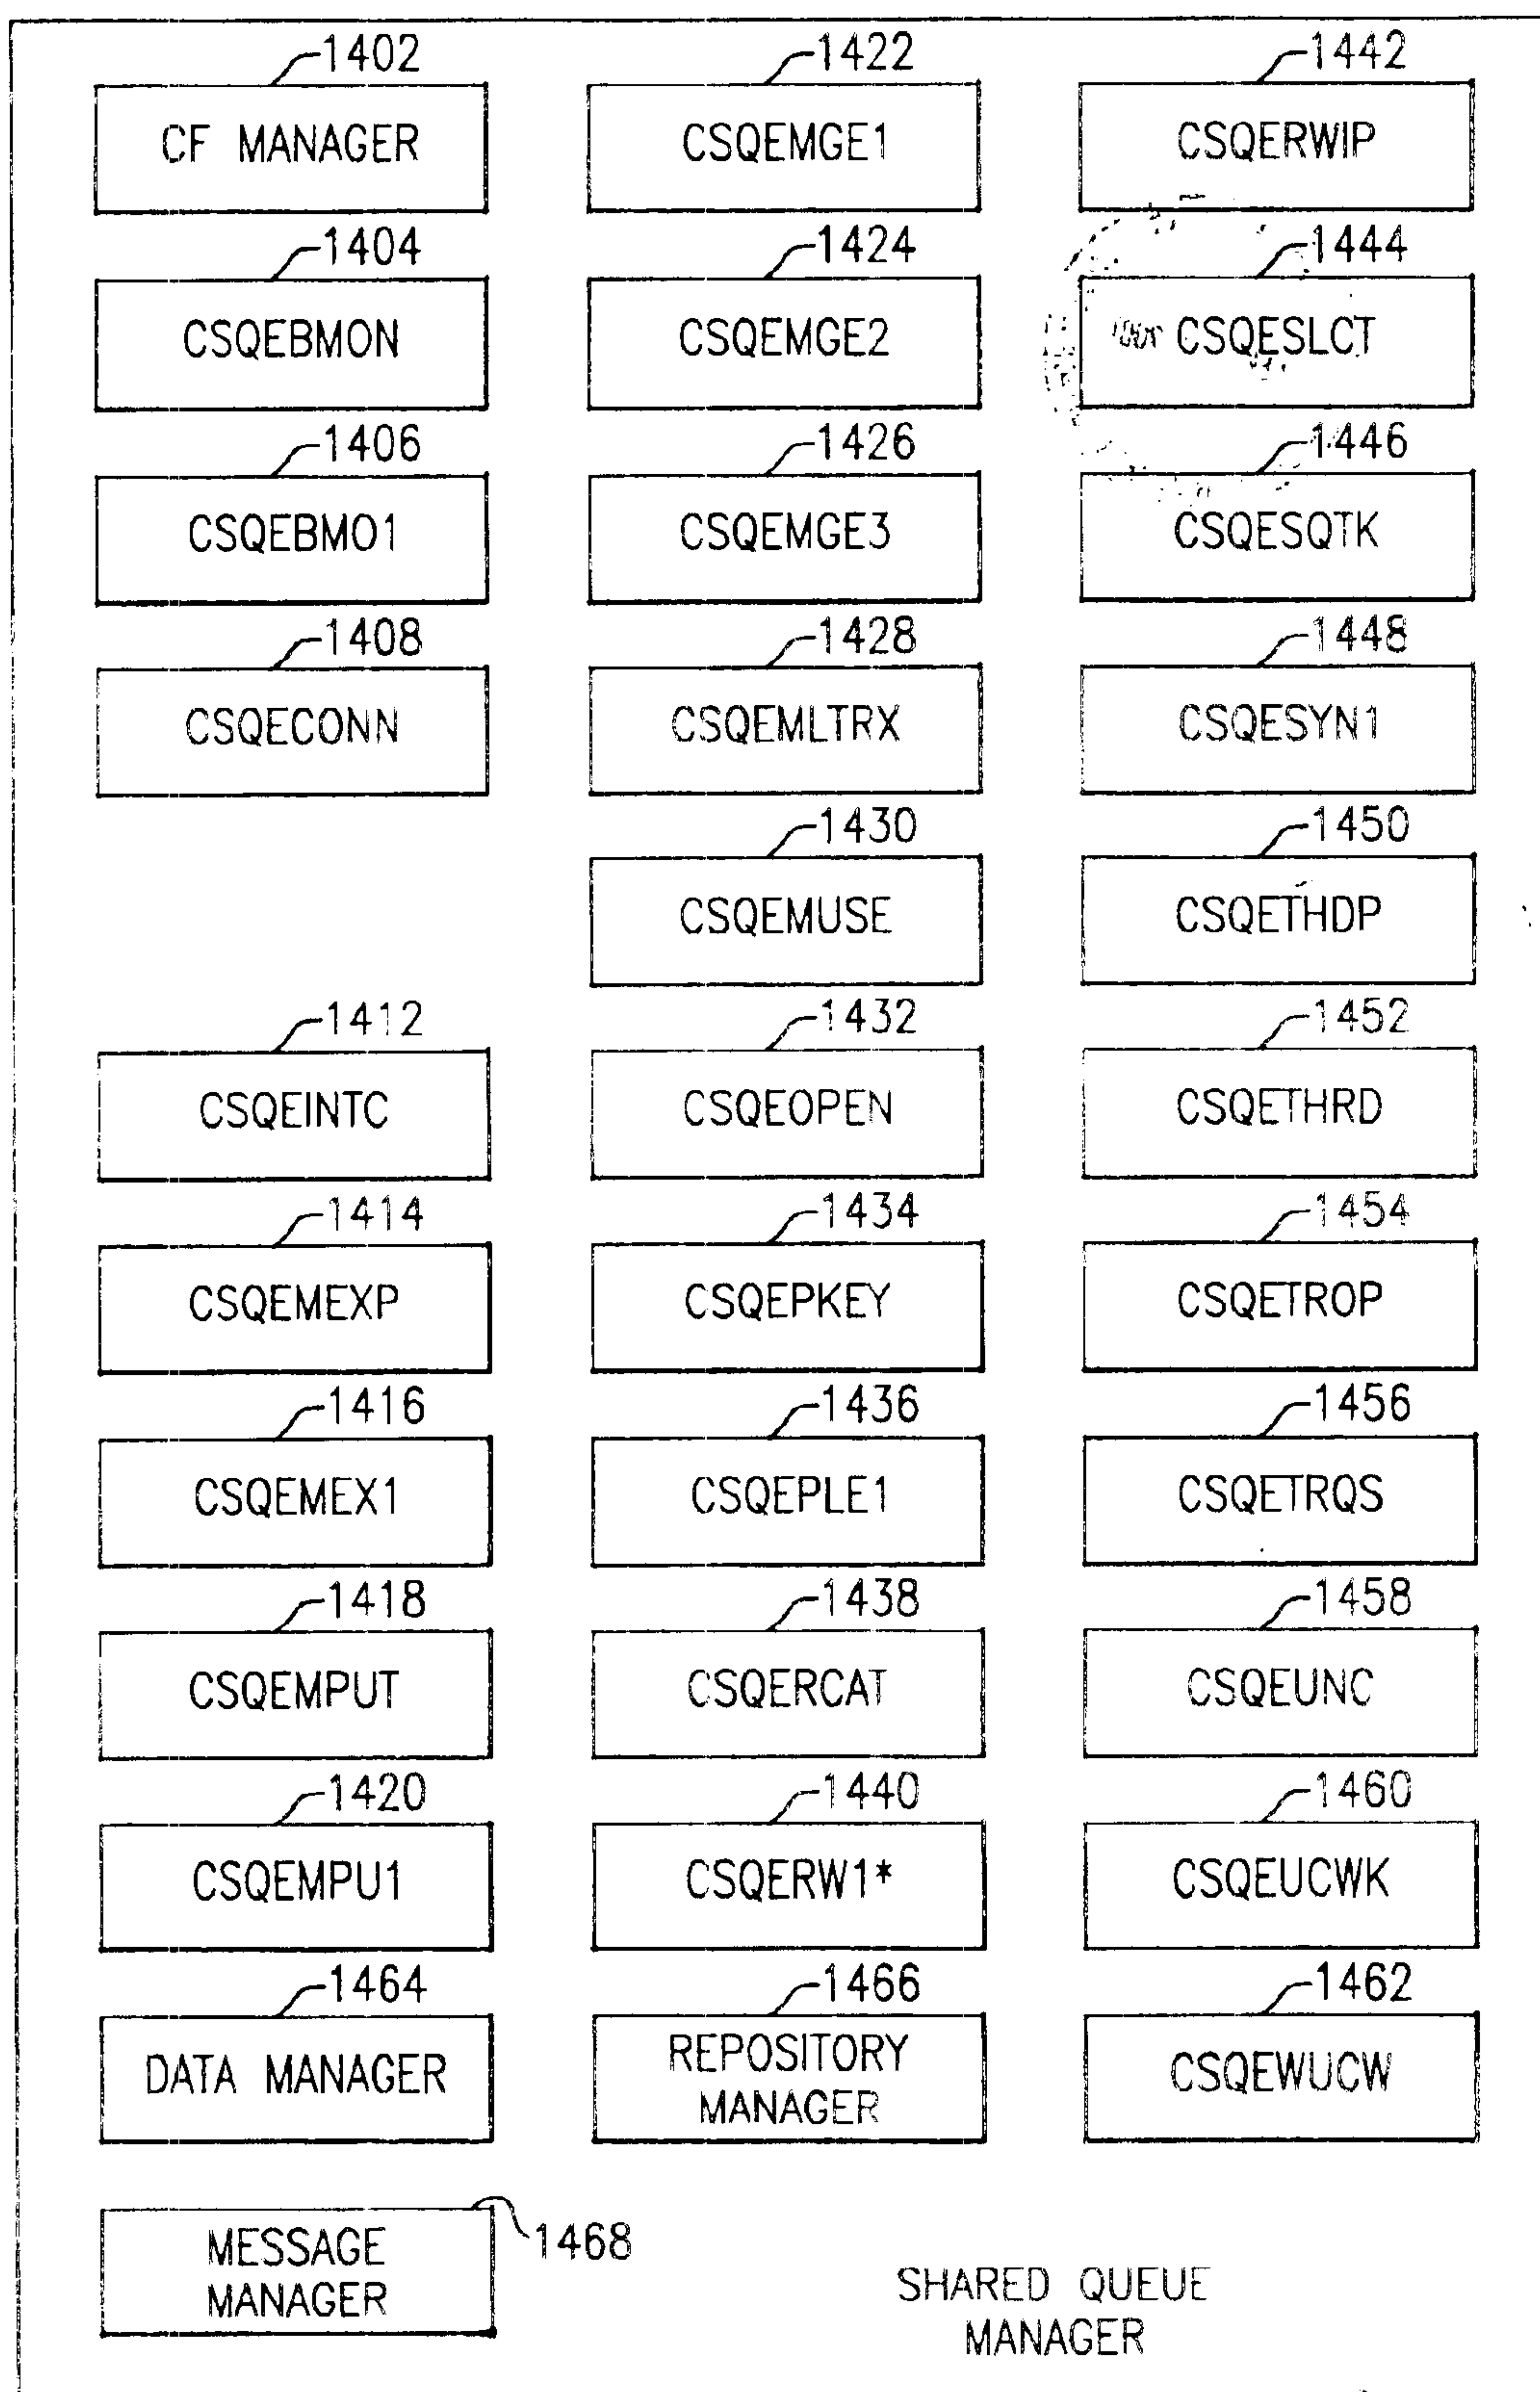 1402
CF MANAGER
1422
CSQEMGE1
1442
CSQERWIP
1404
CSQEBMON
1424
CSQEMGE2
1444
CSQESLCT
1406
CSQEBMO1
1426
CSQEMGE3
1446
CSQESQTK
1408
CSQECONN
1428
CSQEMLTRX
1448
CSQESYN1
1430
CSQEMUSE
1450
CSQETHDP
1412
CSQEINTC
1432
CSQEOPEN
1452
CSQETHRD
1414
CSQEMEXP
1434
CSQEPKEY
1454
CSQETROP
1416
CSQEMEX1
1436
CSQEPLE1
1456
CSQETRQS
1418
CSQEMPUT
1438
CSQERCAT
1458
CSQEUNC
1420
CSQEMPU1
1440
CSQERW1*
1460
CSQEUCWK
1464
DATA MANAGER
1466
REPOSITORY
MANAGER
1462
CSQEWUCW
MESSAGE
MANAGER
1468
SHARED QUEUE
MANAGER